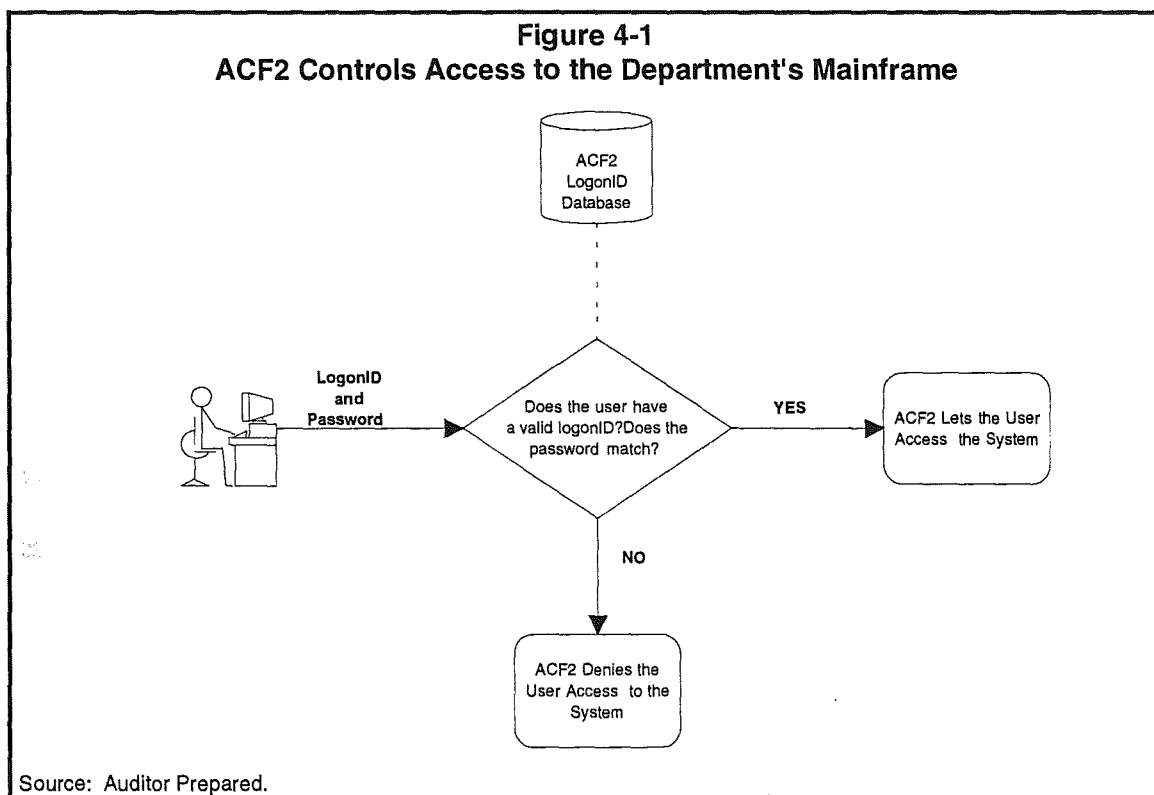 Figure 4-1
ACF2 Controls Access to the Department's Mainframe
ACF2
LogonID
Database
LogonID
and
Password
Does the user have
a valid logonID?Does the
password match?
YES
ACF2 Lets the User
Access the System
NO
ACF2 Denies the
User Access to the
System
Source: Auditor Prepared.